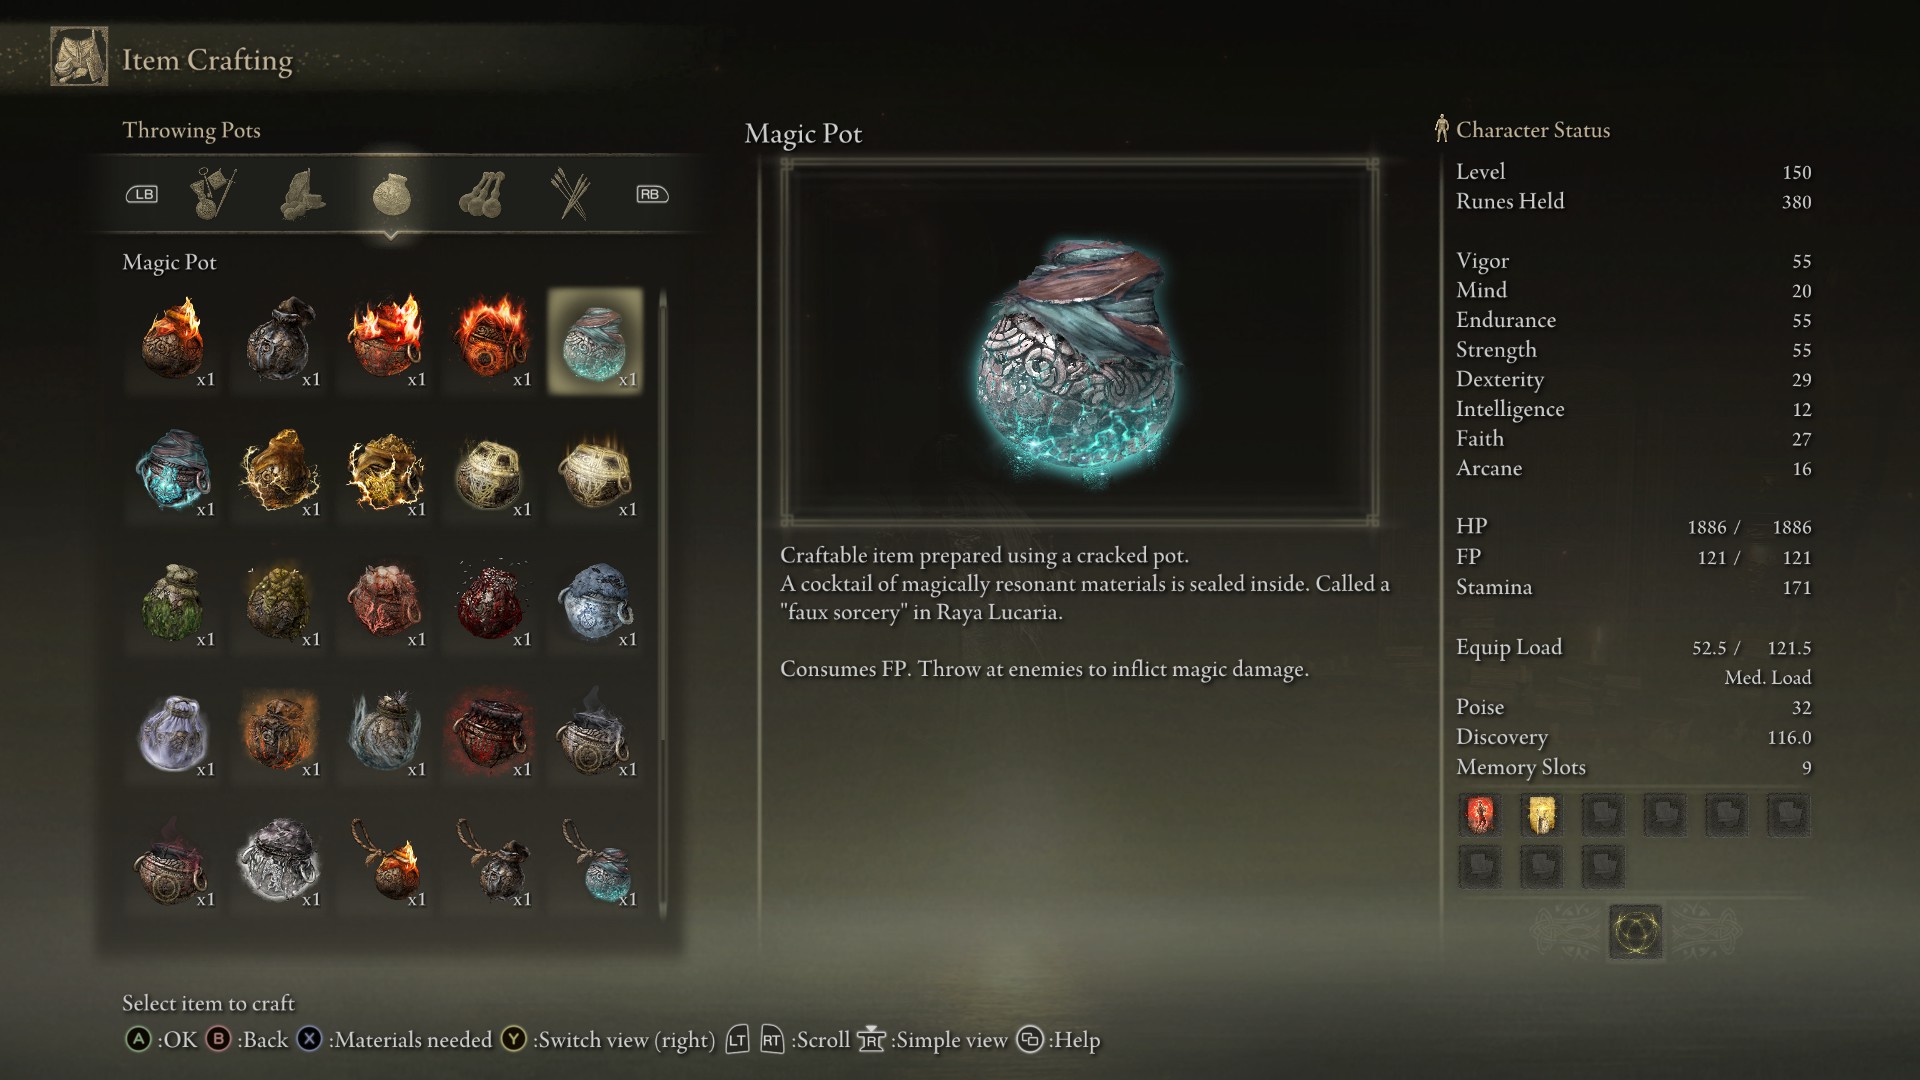 Item Crafting
Throwing Pots
LB
RB
Magic Pot
x1 x1 x1 x1 x1
x1 x1 x1 x1 x1
x1 x1 x1 x1 x1
x1 x1 x1 x1 x1
x1 x1 x1 x1 x1
Magic Pot
Craftable item prepared using a cracked pot.
A cocktail of magically resonant materials is sealed inside. Called a
"faux sorcery" in Raya Lucaria.
Consumes FP. Throw at enemies to inflict magic damage.
Character Status
Level 150
Runes Held 380
Vigor 55
Mind 20
Endurance 55
Strength 55
Dexterity 29
Intelligence 12
Faith 27
Arcane 16
HP 1886 / 1886
FP 121 / 121
Stamina 171
Equip Load 52.5 / 121.5
Med. Load
Poise 32
Discovery 116.0
Memory Slots 9
Select item to craft
A :OK B :Back X :Materials needed Y :Switch view (right) LT RT :Scroll R :Simple view :Help